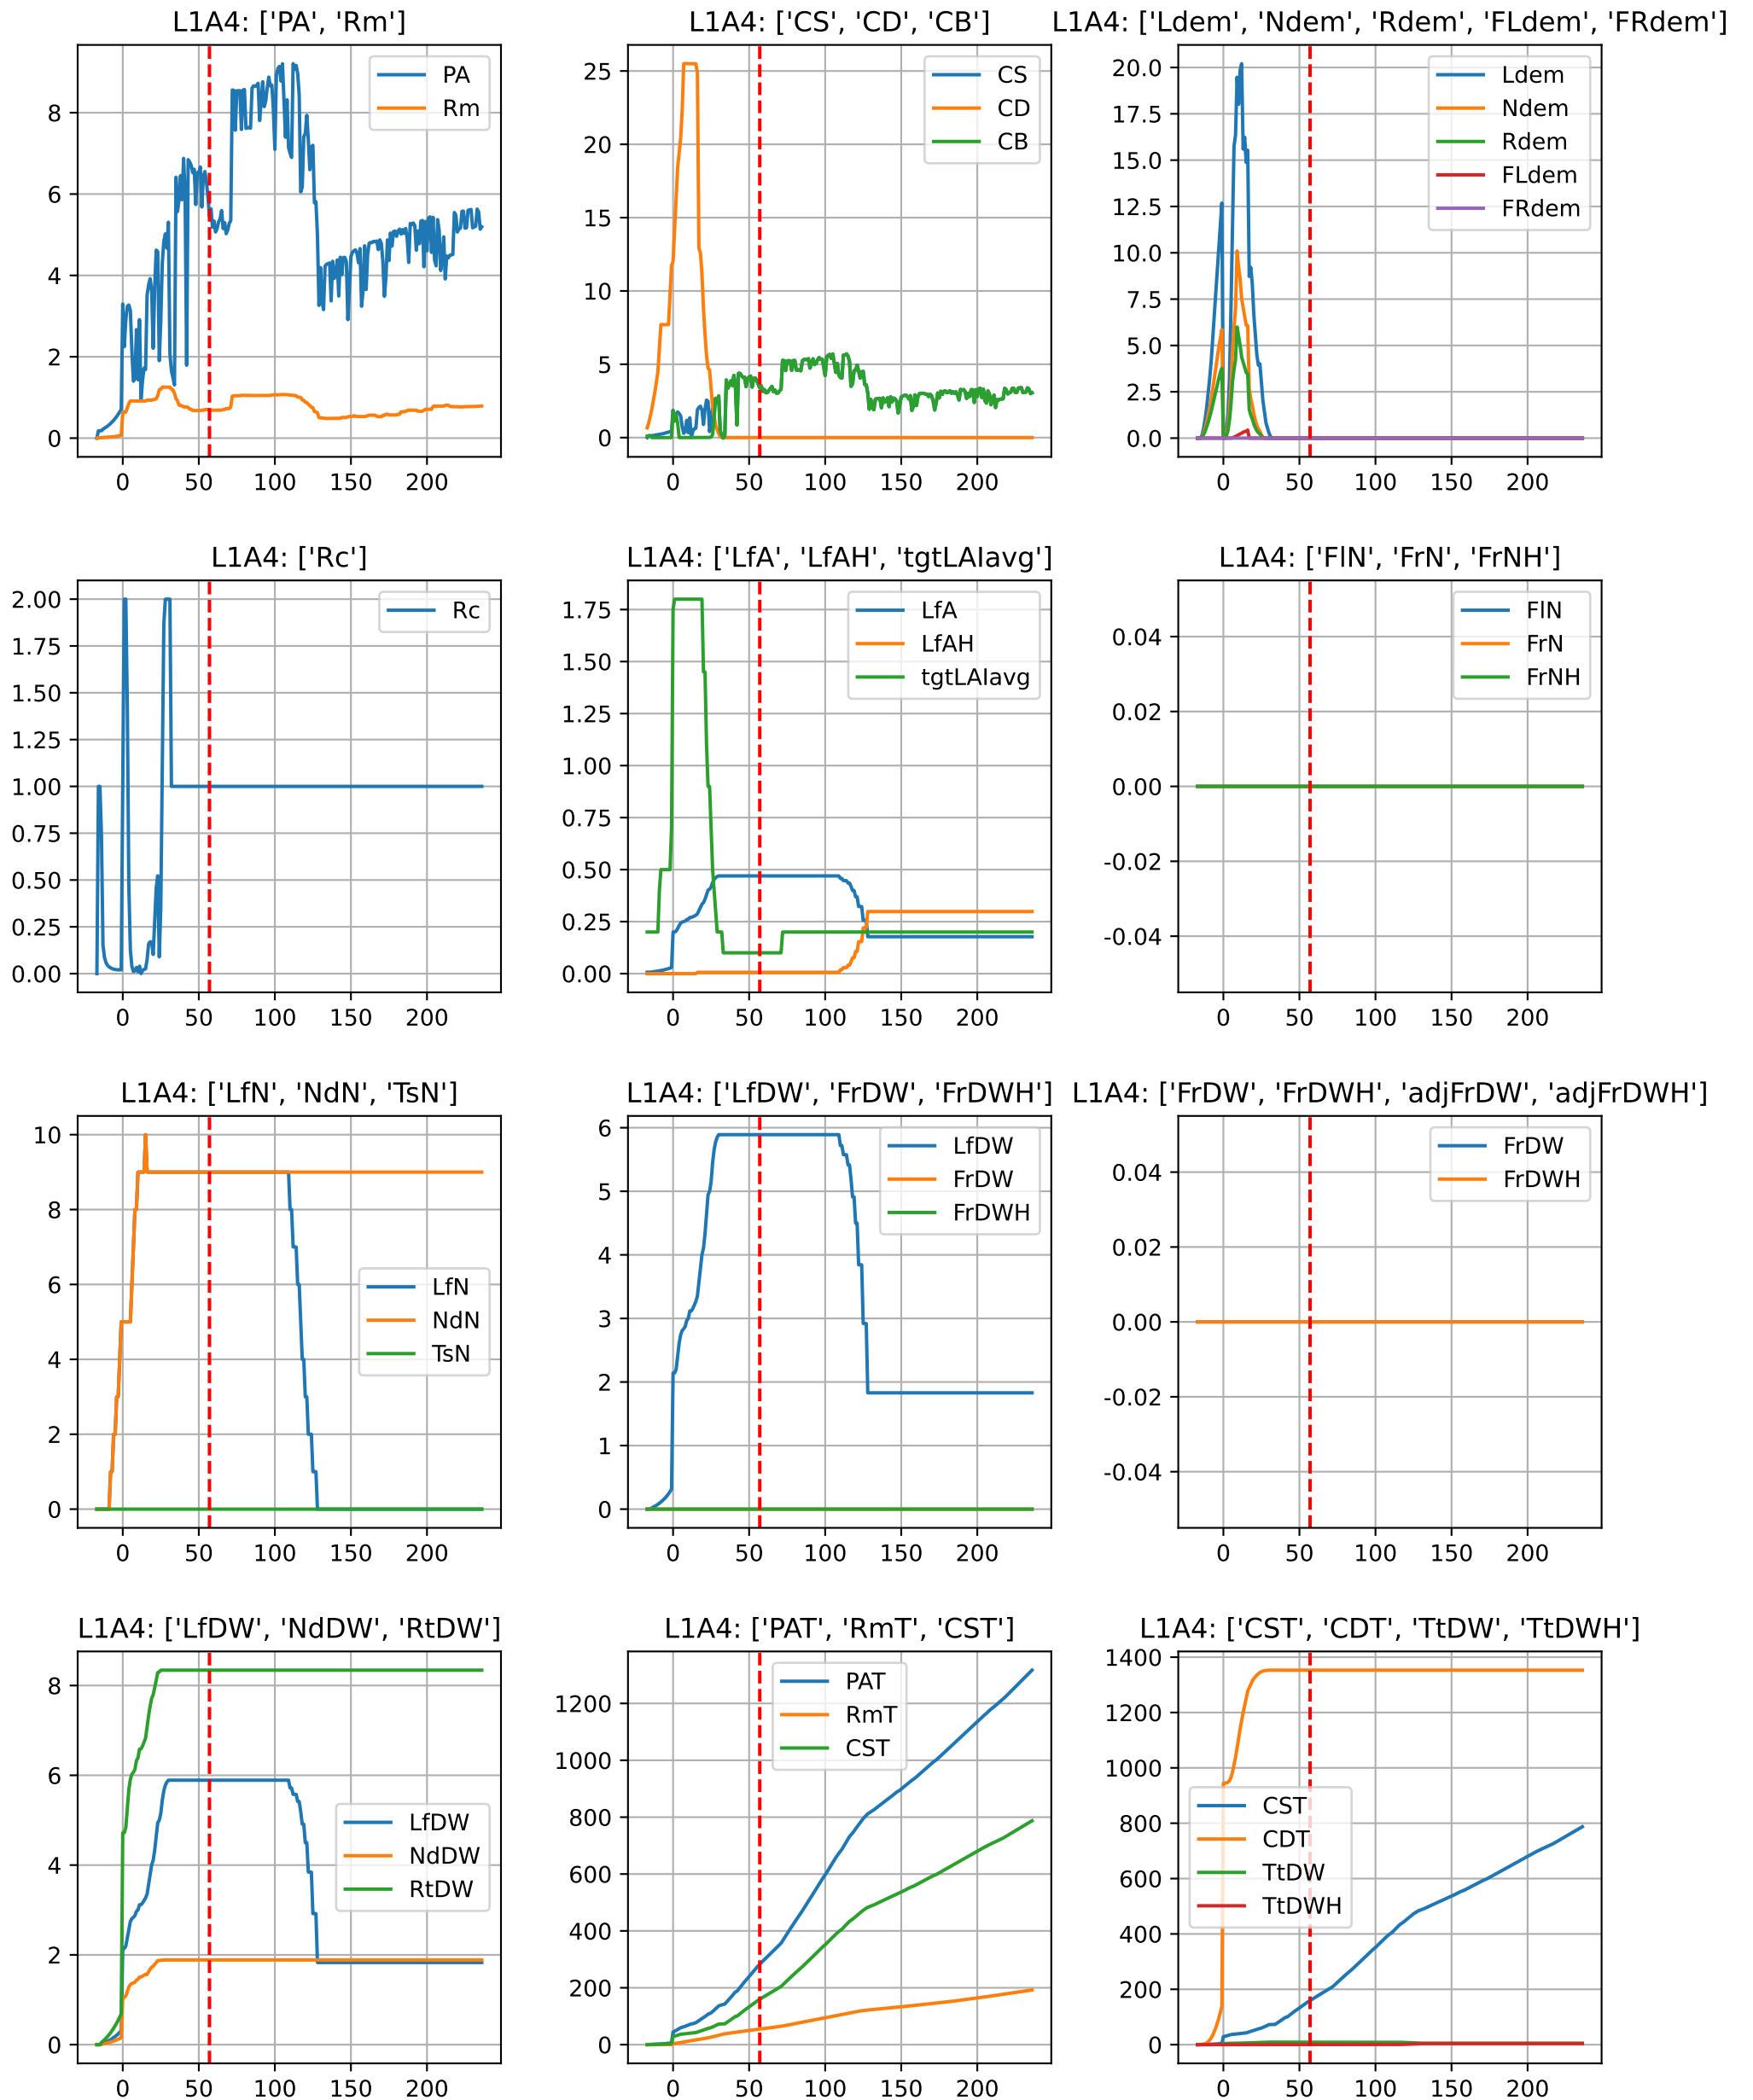 L1A4: ['PA', 'Rm']
PA
Rm
8
6
4
2
0
0 50 100 150 200
L1A4: ['CS', 'CD', 'CB']
CS
CD
CB
25
20
15
10
5
0
0 50 100 150 200
L1A4: ['Ldem', 'Ndem', 'Rdem', 'FLdem', 'FRdem']
Ldem
Ndem
Rdem
FLdem
FRdem
20.0
17.5
15.0
12.5
10.0
7.5
5.0
2.5
0.0
0 50 100 150 200
L1A4: ['Rc']
Rc
2.00
1.75
1.50
1.25
1.00
0.75
0.50
0.25
0.00
0 50 100 150 200
L1A4: ['LfA', 'LfAH', 'tgtLAIavg']
LfA
LfAH
tgtLAIavg
1.75
1.50
1.25
1.00
0.75
0.50
0.25
0.00
0 50 100 150 200
L1A4: ['FlN', 'FrN', 'FrNH']
FlN
FrN
FrNH
0.04
0.02
0.00
-0.02
-0.04
0 50 100 150 200
L1A4: ['LfN', 'NdN', 'TsN']
LfN
NdN
TsN
10
8
6
4
2
0
0 50 100 150 200
L1A4: ['LfDW', 'FrDW', 'FrDWH']
LfDW
FrDW
FrDWH
6
5
4
3
2
1
0
0 50 100 150 200
L1A4: ['FrDW', 'FrDWH', 'adjFrDW', 'adjFrDWH']
FrDW
FrDWH
0.04
0.02
0.00
-0.02
-0.04
0 50 100 150 200
L1A4: ['LfDW', 'NdDW', 'RtDW']
LfDW
NdDW
RtDW
8
6
4
2
0
0 50 100 150 200
L1A4: ['PAT', 'RmT', 'CST']
PAT
RmT
CST
1200
1000
800
600
400
200
0
0 50 100 150 200
L1A4: ['CST', 'CDT', 'TtDW', 'TtDWH']
CST
CDT
TtDW
TtDWH
1400
1200
1000
800
600
400
200
0
0 50 100 150 200